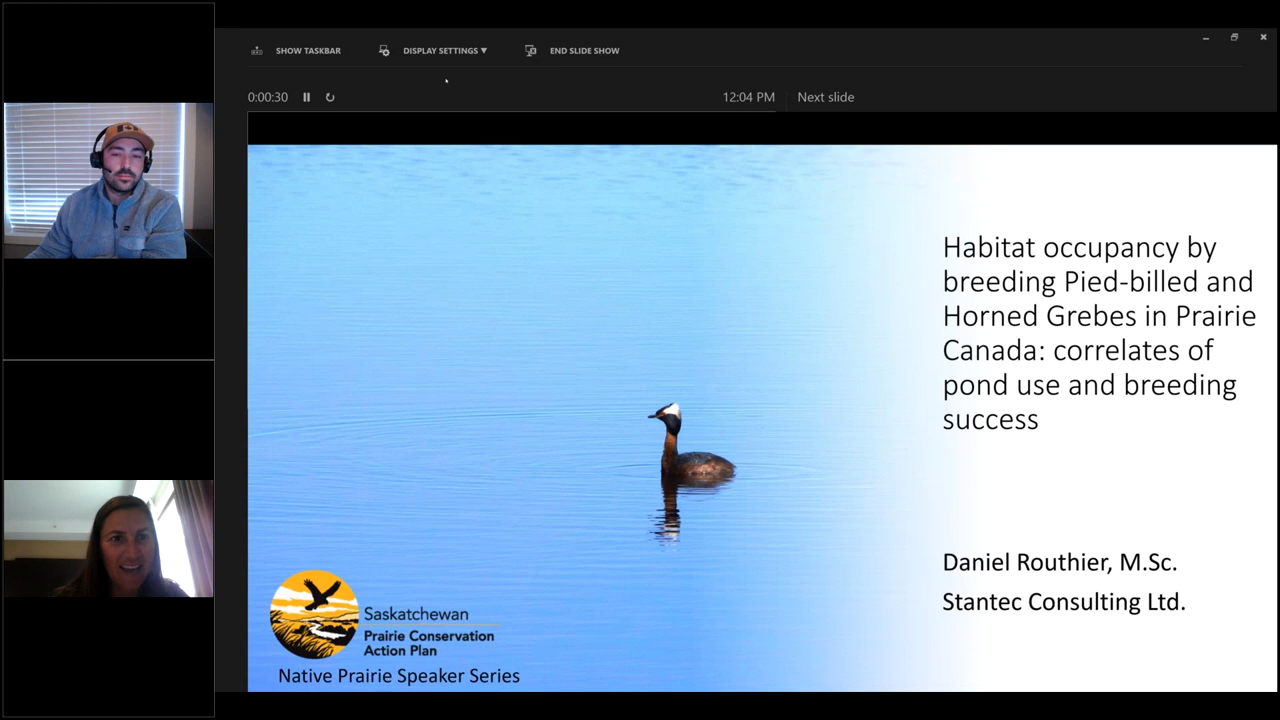 SHOW TASKBAR
DISPLAY SETTINGS ▼
END SLIDE SHOW
0:00:30
12:04 PM
Next slide
Habitat occupancy by
breeding Pied-billed and
Horned Grebes in Prairie
Canada: correlates of
pond use and breeding
success
Daniel Routhier, M.Sc.
Stantec Consulting Ltd.
Saskatchewan
Prairie Conservation
Action Plan
Native Prairie Speaker Series